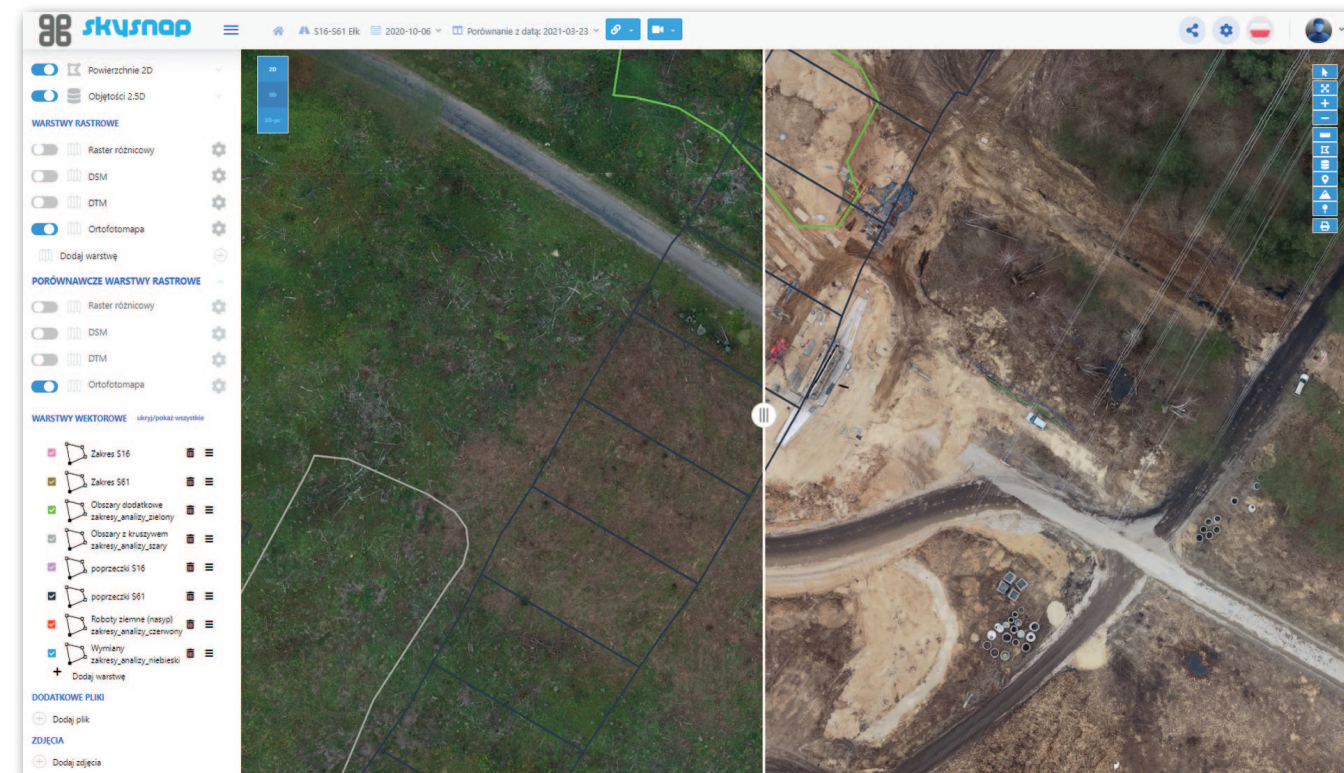 skysnap
S16-S61 Ełk
2020-10-06
Porównanie z datą: 2021-03-23
Powierzchnie 2D
Objętości 2.5D
WARSTWY RASTROWE
Raster różnicowy
DSM
DTM
Ortofotomapa
Dodaj warstwę
PORÓWNAWCZE WARSTWY RASTROWE
Raster różnicowy
DSM
DTM
Ortofotomapa
WARSTWY WEKTOROWE ukryj/pokaż wszystkie
Zakres S16
Zakres S61
Obszary dodatkowe
zakresy_analizy_zielony
Obszary z kruszywem
zakresy_analizy_szary
poprzeczki S16
poprzeczki S61
Roboty ziemne (nasyp)
zakresy_analizy_czerwony
Wymiany
zakresy_analizy_niebieski
Dodaj warstwę
DODATKOWE PLIKI
Dodaj plik
ZDJĘCIA
Dodaj zdjęcia
2D
3D